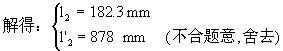 解得：{l₂ = 182.3 mm
l'₂ = 878 mm (不合题意,舍去)